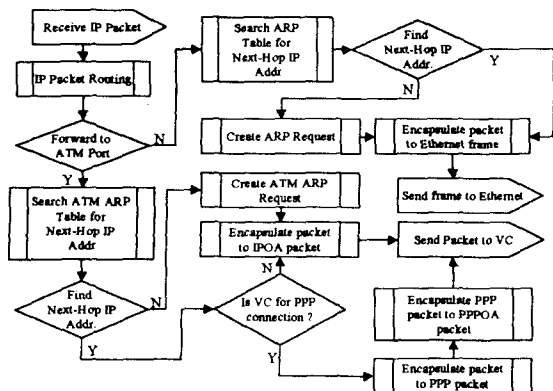 Receive IP Packet
IP Packet Routing
Forward to
ATM Port
N
Y
Search ARP
Table for
Next-Hop IP
Addr
Find
Next-Hop IP
Addr.
Y
N
Create ARP Request
Encapsulate packet
to Ethernet frame
Send frame to Ethernet
Search ATM ARP
Table for
Next-Hop IP
Addr
Create ATM ARP
Request
Encapsulate packet
to IPOA packet
Send Packet to VC
Find
Next-Hop IP
Addr.
N
Y
Is VC for PPP
connection ?
N
Y
Encapsulate PPP
packet to PPPOA
packet
Encapsulate packet
to PPP packet